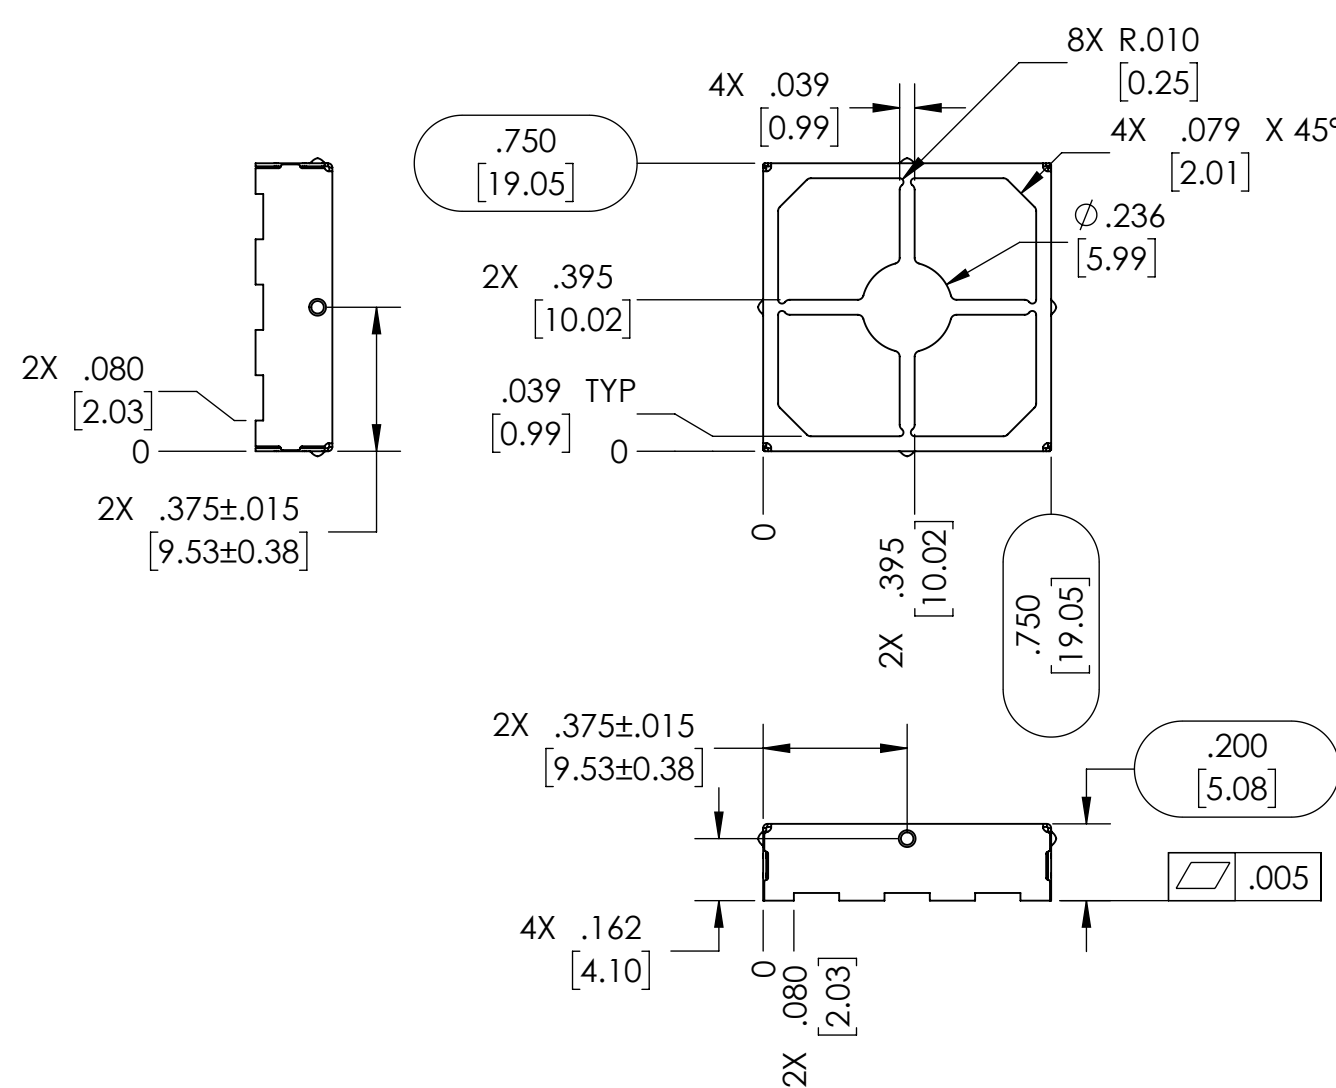 8X R.010
[0.25]
4X .039
[0.99]
4X .079 X 45°
[2.01]
.750
[19.05]
⌀.236
[5.99]
2X .395
[10.02]
2X .080
[2.03]
0
.039 TYP
[0.99]
0
2X .375±.015
[9.53±0.38]
0
2X .395
[10.02]
.750
[19.05]
2X .375±.015
[9.53±0.38]
.200
[5.08]
.005
4X .162
[4.10]
0
2X .080
[2.03]